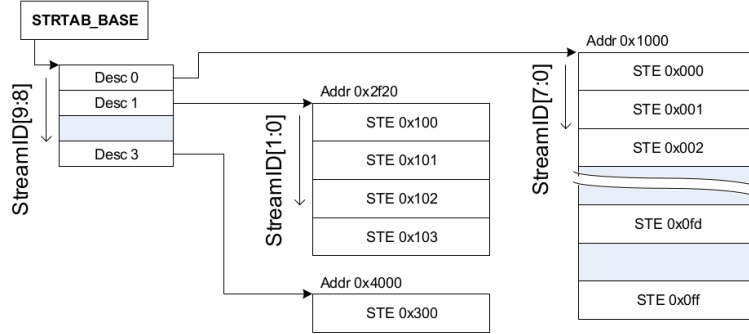 STRTAB_BASE
Addr 0x1000
Desc 0
STE 0x000
Desc 1
Addr 0x2f20
STE 0x001
STE 0x100
STE 0x002
Desc 3
STE 0x101
STE 0x102
STE 0x0fd
STE 0x103
Addr 0x4000
STE 0x300
STE 0x0ff
StreamID[9:8]
StreamID[1:0]
StreamID[7:0]